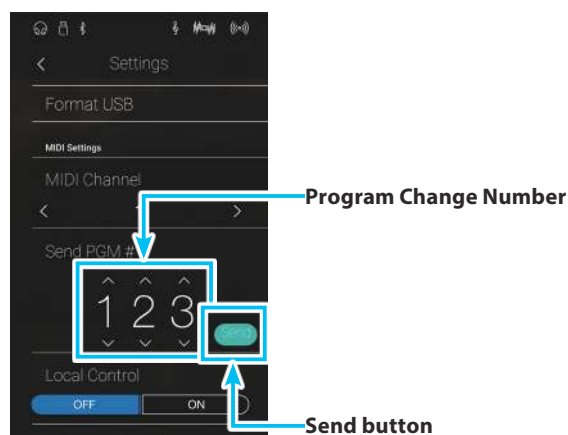 Settings
Format USB
MIDI Settings
MIDI Channel
Program Change Number
Send PGM #
1 2 3
Send
Local Control
OFF ON
Send button